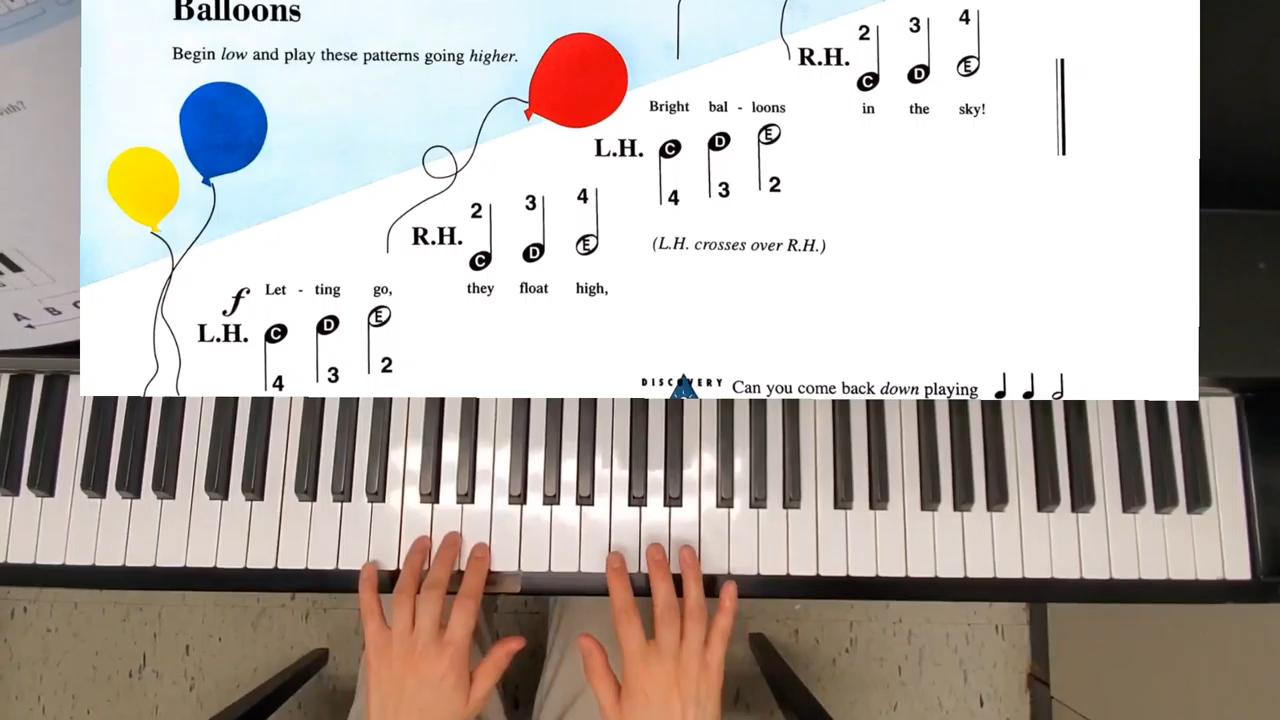 Balloons
Begin low and play these patterns going higher.
R.H. 2 3 4
C D E
in the sky!
Bright bal - loons
L.H. C D E
4 3 2
(L.H. crosses over R.H.)
R.H. 2 3 4
C D E
they float high,
f Let - ting go,
L.H. C D E
4 3 2
DISCOVERY Can you come back down playing
with?
A B C